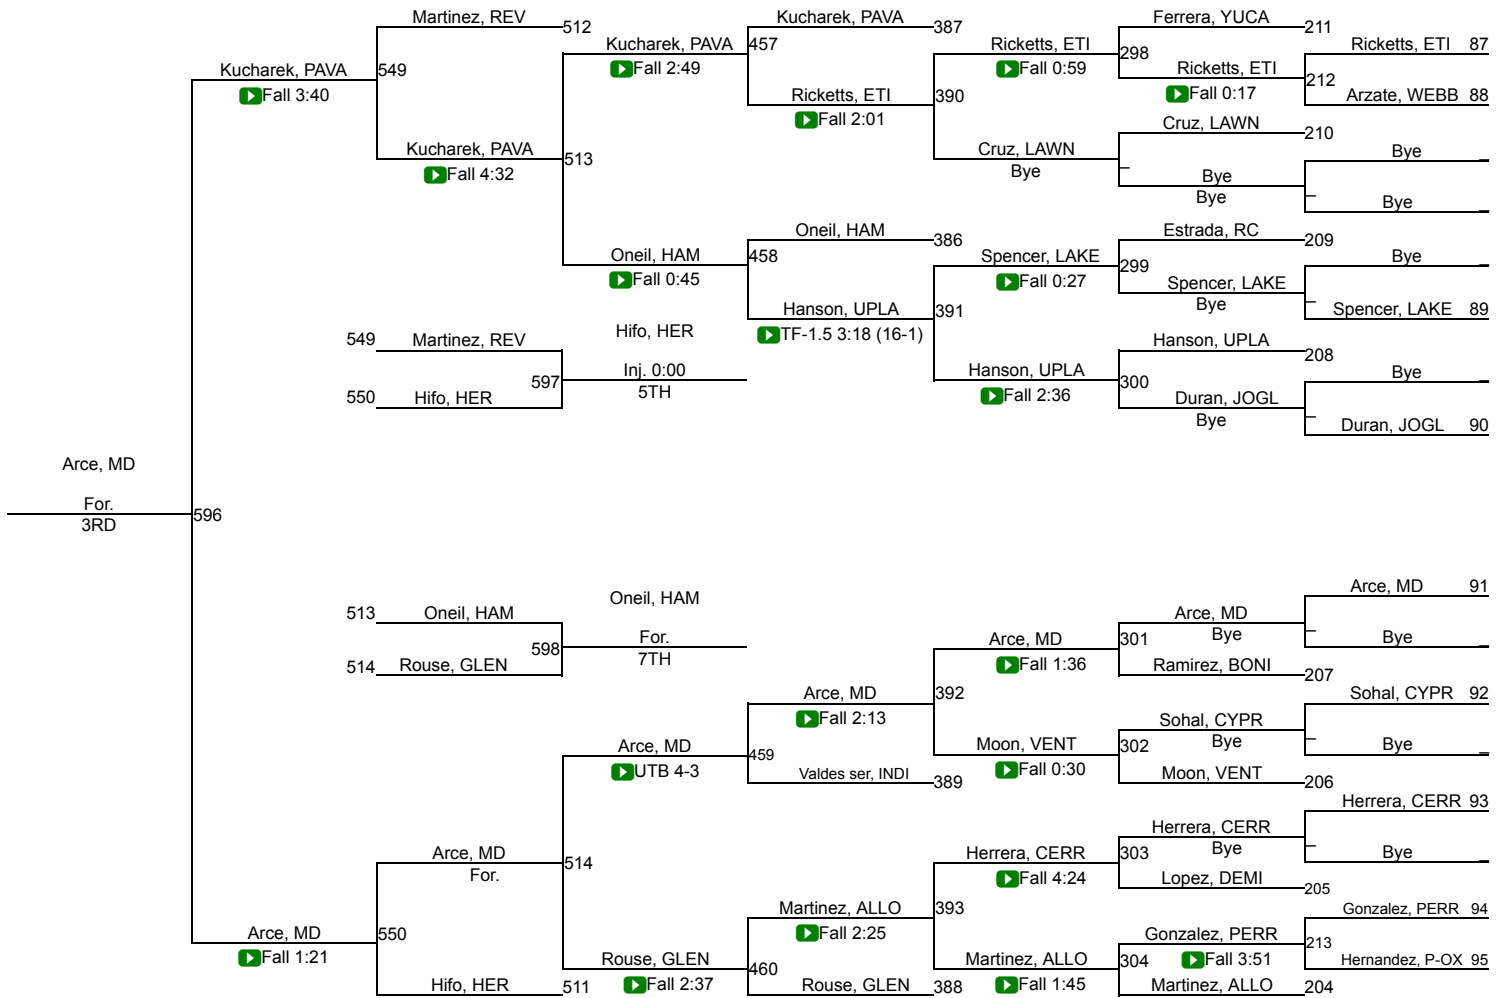 Martinez, REV
512
Kucharek, PAVA
387
Ferrera, YUCA
211
Kucharek, PAVA
457
Ricketts, ETI
298
Ricketts, ETI 87
Kucharek, PAVA
549
Fall 2:49
Fall 0:59
Ricketts, ETI
212
Fall 3:40
Ricketts, ETI
390
Fall 0:17
Arzate, WEBB 88
Fall 2:01
Cruz, LAWN
210
Kucharek, PAVA
513
Cruz, LAWN
Bye
Fall 4:32
Bye
_
Bye
_
Bye
Bye
_
_
Oneil, HAM
386
Estrada, RC
209
Oneil, HAM
458
Spencer, LAKE
299
Bye
_
Fall 0:45
Fall 0:27
Spencer, LAKE
_
Bye
Hanson, UPLA
391
Spencer, LAKE 89
Hifo, HER
TF-1.5 3:18 (16-1)
549 Martinez, REV
Hanson, UPLA
208
597
Inj. 0:00
Hanson, UPLA
300
Bye
_
5TH
Fall 2:36
550 Hifo, HER
Duran, JOGL
_
Bye
Duran, JOGL 90
Arce, MD
For.
596
3RD
Arce, MD 91
Oneil, HAM
513 Oneil, HAM
Arce, MD
301
Bye
_
598
For.
Arce, MD
Bye
_
7TH
Fall 1:36
514 Rouse, GLEN
Ramirez, BONI
207
Arce, MD
392
Sohal, CYPR 92
Fall 2:13
Sohal, CYPR
Arce, MD
459
Moon, VENT
302
Bye
_
Bye
_
UTB 4-3
Valdes ser, INDI
389
Fall 0:30
Moon, VENT
206
Herrera, CERR 93
Herrera, CERR
Arce, MD
514
Herrera, CERR
303
Bye
_
Bye
_
For.
Fall 4:24
Lopez, DEMI
205
Martinez, ALLO
393
Gonzalez, PERR 94
Arce, MD
550
Fall 2:25
Gonzalez, PERR
213
Fall 1:21
Rouse, GLEN
460
Martinez, ALLO
304
Fall 3:51
Hernandez, P-OX 95
Hifo, HER
511
Fall 2:37
Rouse, GLEN
388
Fall 1:45
Martinez, ALLO
204